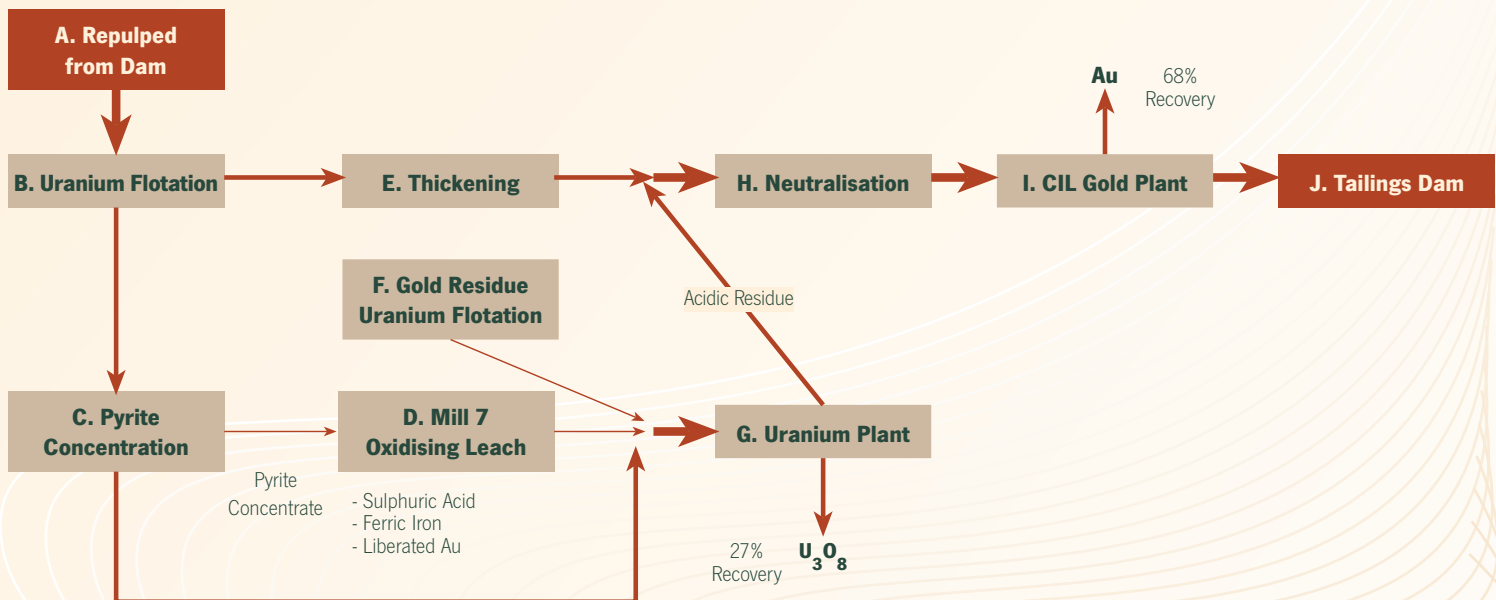 A. Repulped
from Dam
Au
68%
Recovery
B. Uranium Flotation
E. Thickening
H. Neutralisation
I. CIL Gold Plant
J. Tailings Dam
F. Gold Residue
Uranium Flotation
Acidic Residue
C. Pyrite
Concentration
D. Mill 7
Oxidising Leach
G. Uranium Plant
Pyrite
Concentrate
- Sulphuric Acid
- Ferric Iron
- Liberated Au
27%
Recovery
U3O8